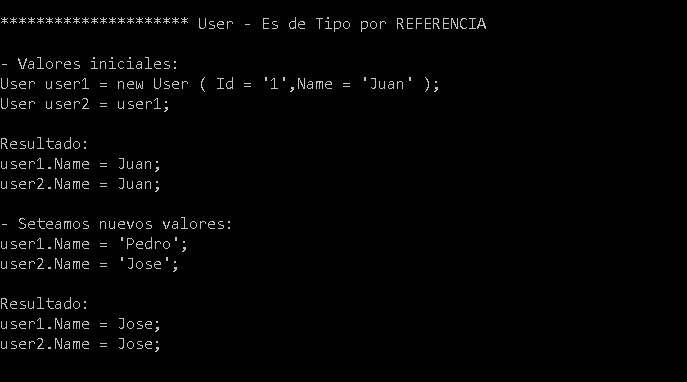 ********************* User - Es de Tipo por REFERENCIA
- Valores iniciales:
User user1 = new User ( Id = '1',Name = 'Juan' );
User user2 = user1;
Resultado:
user1.Name = Juan;
user2.Name = Juan;
- Seteamos nuevos valores:
user1.Name = 'Pedro';
user2.Name = 'Jose';
Resultado:
user1.Name = Jose;
user2.Name = Jose;